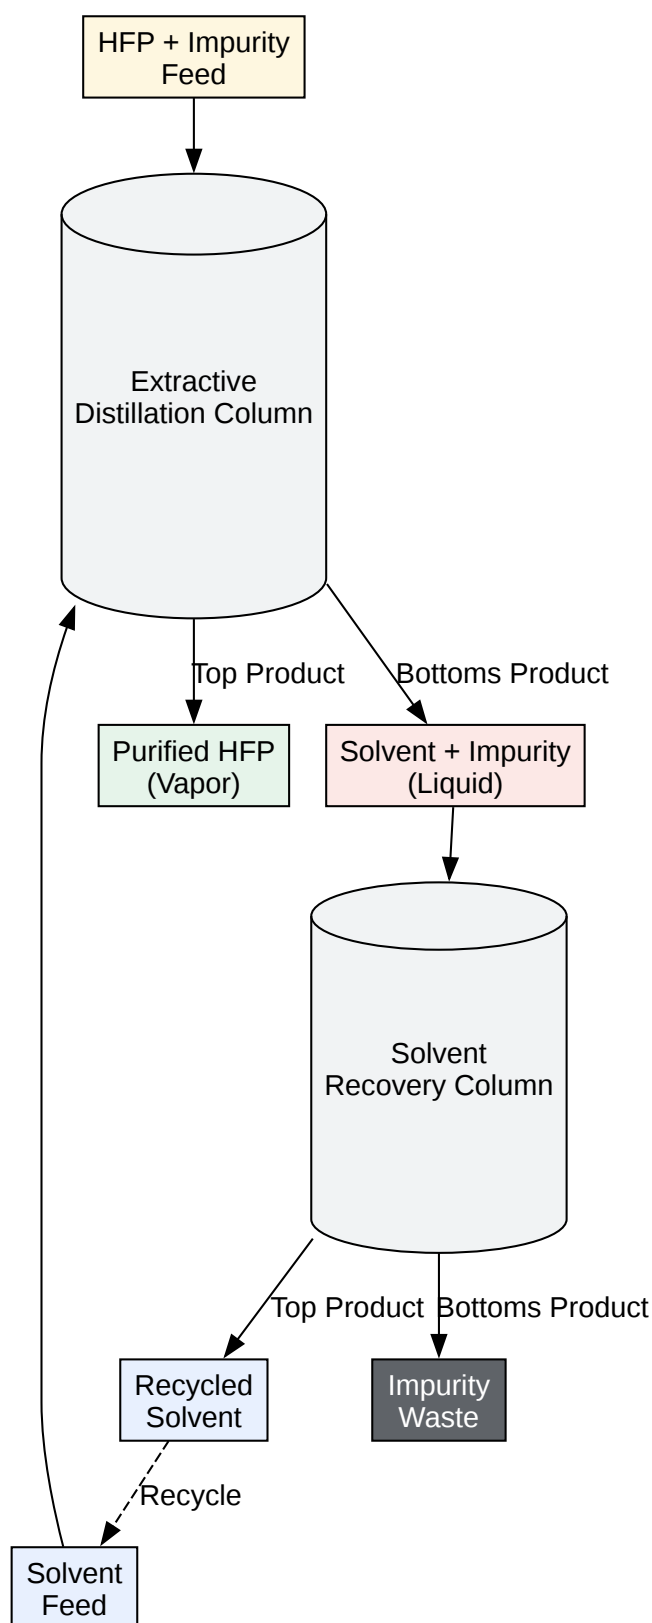 HFP + Impurity
Feed
Extractive
Distillation Column
Top Product
Bottoms Product
Purified HFP
(Vapor)
Solvent + Impurity
(Liquid)
Solvent
Recovery Column
Top Product
Bottoms Product
Recycled
Solvent
Impurity
Waste
Recycle
Solvent
Feed